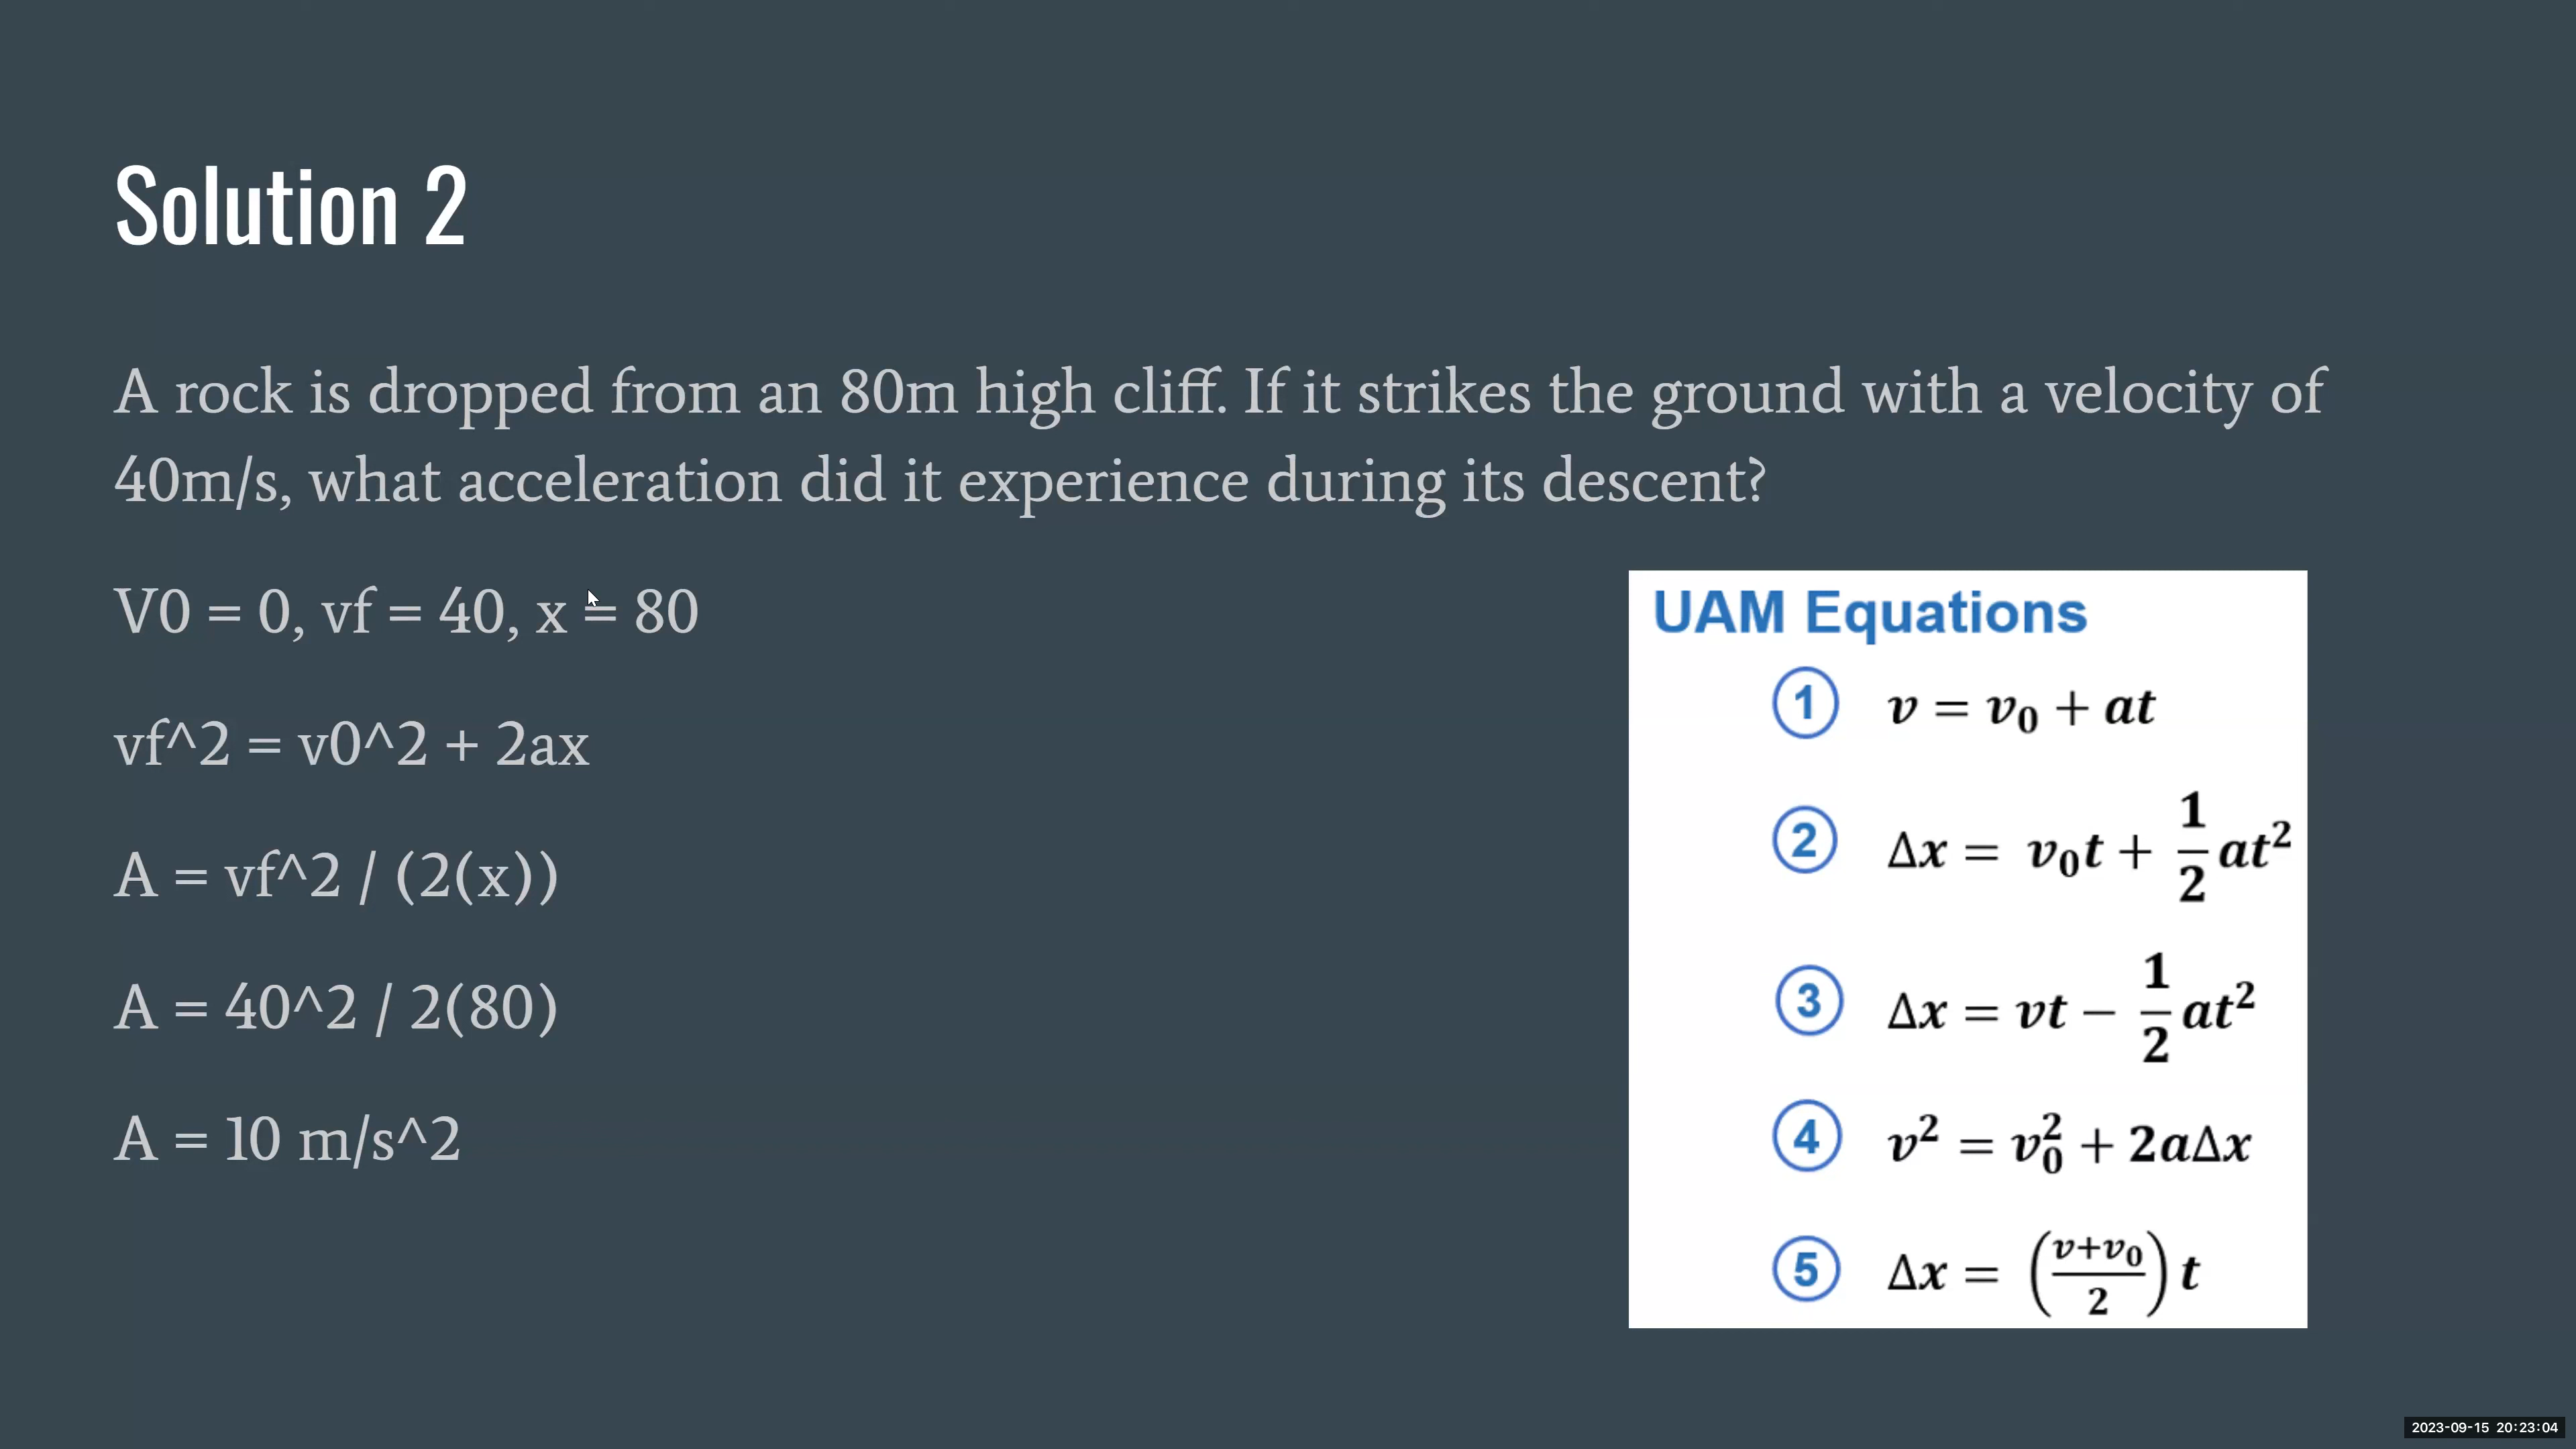 Solution 2
A rock is dropped from an 80m high cliff. If it strikes the ground with a velocity of
40m/s, what acceleration did it experience during its descent?
V0 = 0, vf = 40, x = 80
vf^2 = v0^2 + 2ax
A = vf^2 / (2(x))
A = 40^2 / 2(80)
A = 10 m/s^2
UAM Equations
① v = v₀ + at
② Δx = v₀t + 1/2 at²
③ Δx = vt − 1/2 at²
④ v² = v₀² + 2aΔx
⑤ Δx = ((v+v₀)/2) t
2023-09-15 20:23:04